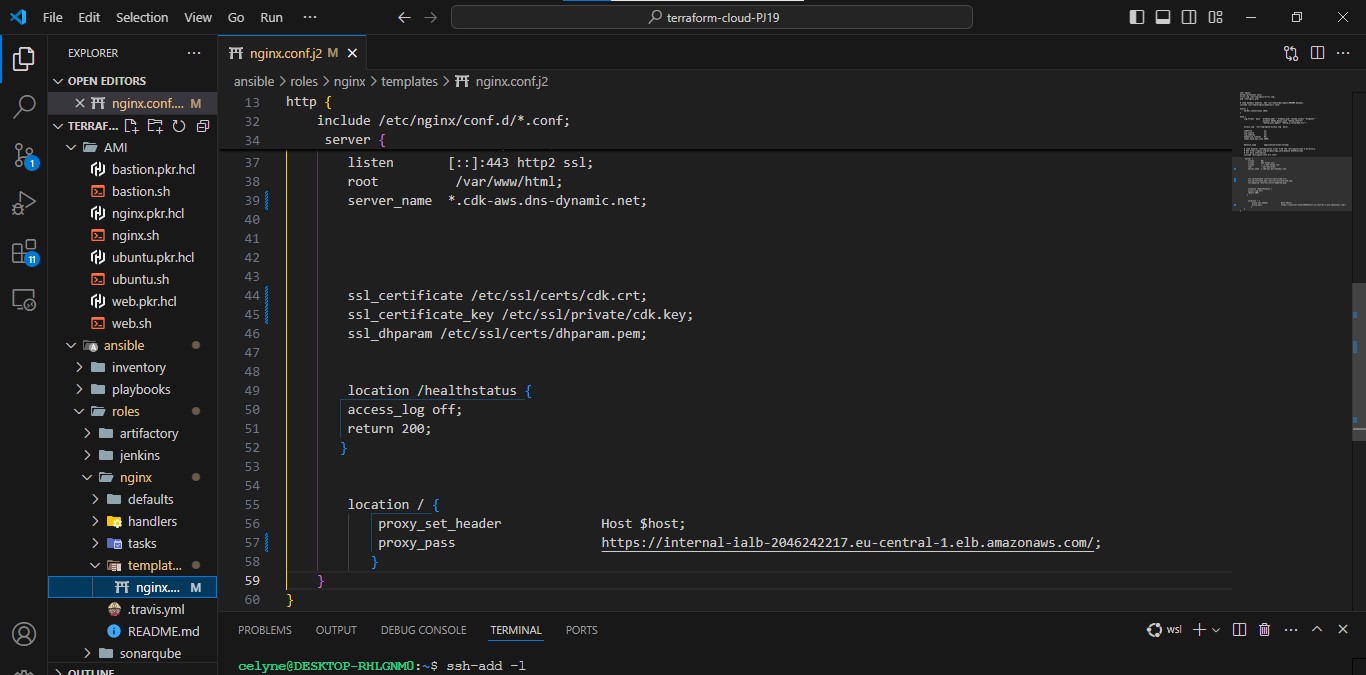 File Edit Selection View Go Run ··· terraform-cloud-PJ19
EXPLORER ···
OPEN EDITORS
nginx.conf.... M
TERRAF...
AMI
bastion.pkr.hcl
bastion.sh
nginx.pkr.hcl
nginx.sh
ubuntu.pkr.hcl
ubuntu.sh
web.pkr.hcl
web.sh
ansible
inventory
playbooks
roles
artifactory
jenkins
nginx
defaults
handlers
tasks
templat...
nginx.... M
.travis.yml
README.md
sonarqube
OUTLINE
1
11
nginx.conf.j2 M
ansible > roles > nginx > templates > nginx.conf.j2
13 http {
32 include /etc/nginx/conf.d/*.conf;
34 server {
37 listen [::]:443 http2 ssl;
38 root /var/www/html;
39 server_name *.cdk-aws.dns-dynamic.net;
40
41
42
43
44 ssl_certificate /etc/ssl/certs/cdk.crt;
45 ssl_certificate_key /etc/ssl/private/cdk.key;
46 ssl_dhparam /etc/ssl/certs/dhparam.pem;
47
48
49 location /healthstatus {
50 access_log off;
51 return 200;
52 }
53
54
55 location / {
56 proxy_set_header Host $host;
57 proxy_pass https://internal-ialb-2046242217.eu-central-1.elb.amazonaws.com/;
58 }
59 }
60 }
PROBLEMS OUTPUT DEBUG CONSOLE TERMINAL PORTS wsl
celyne@DESKTOP-RHLGNM0:~$ ssh-add -l